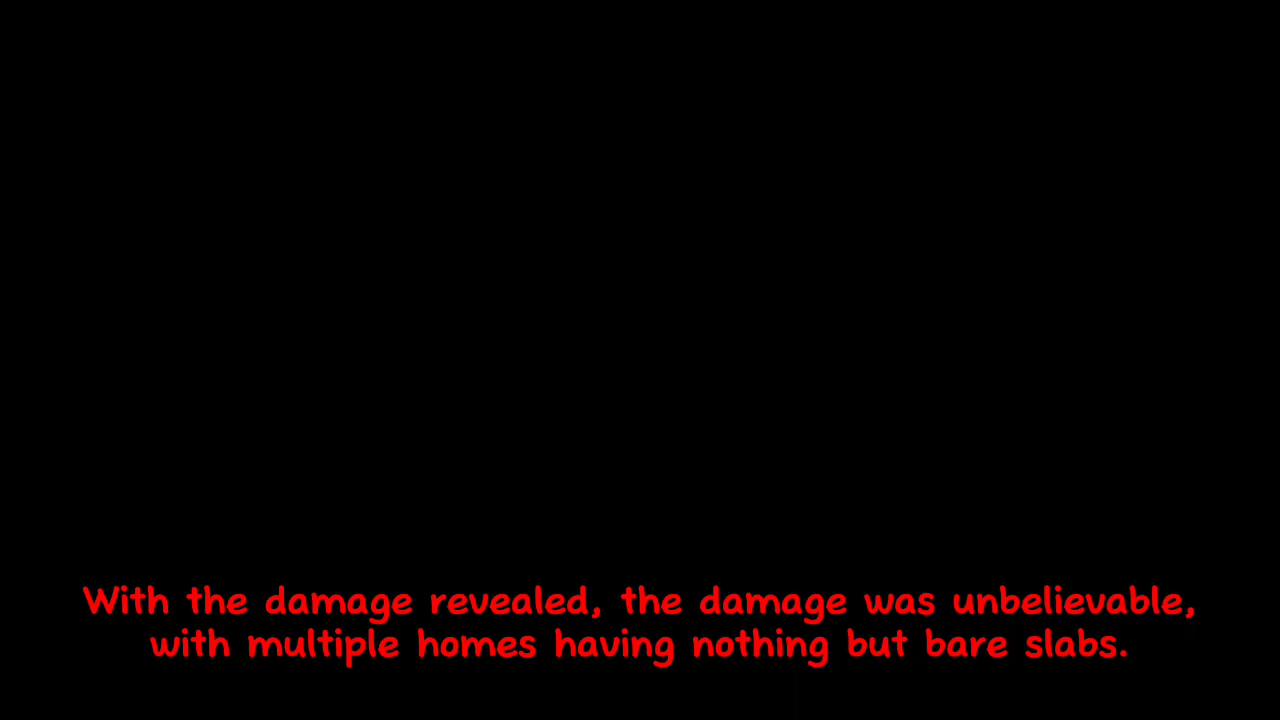 With the damage revealed, the damage was unbelievable,
with multiple homes having nothing but bare slabs.